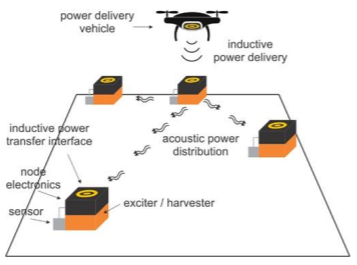 power delivery
vehicle
inductive
power delivery
inductive power
transfer interface
acoustic power
distribution
node
electronics
sensor
exciter / harvester